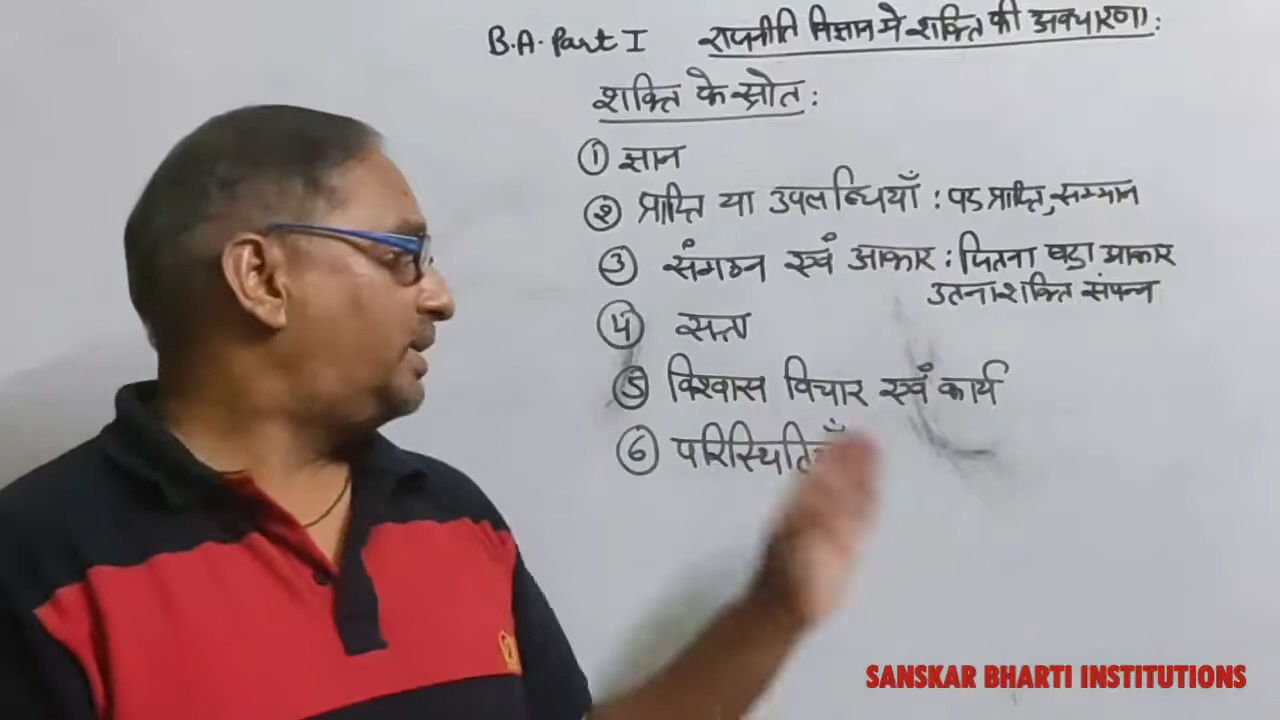 B.A. Part I राजनीति विज्ञान मे शक्ति की अवधारणा:
शक्ति के स्रोत:
① ज्ञान
② प्राप्ति या उपलब्धियाँ : पद प्राप्ति, सम्मान
③ संगठन एवं आकार : जितना बड़ा आकार
उतना शक्ति संपन्न
④ सत्ता
⑤ विश्वास विचार एवं कार्य
⑥ परिस्थितियाँ
SANSKAR BHARTI INSTITUTIONS